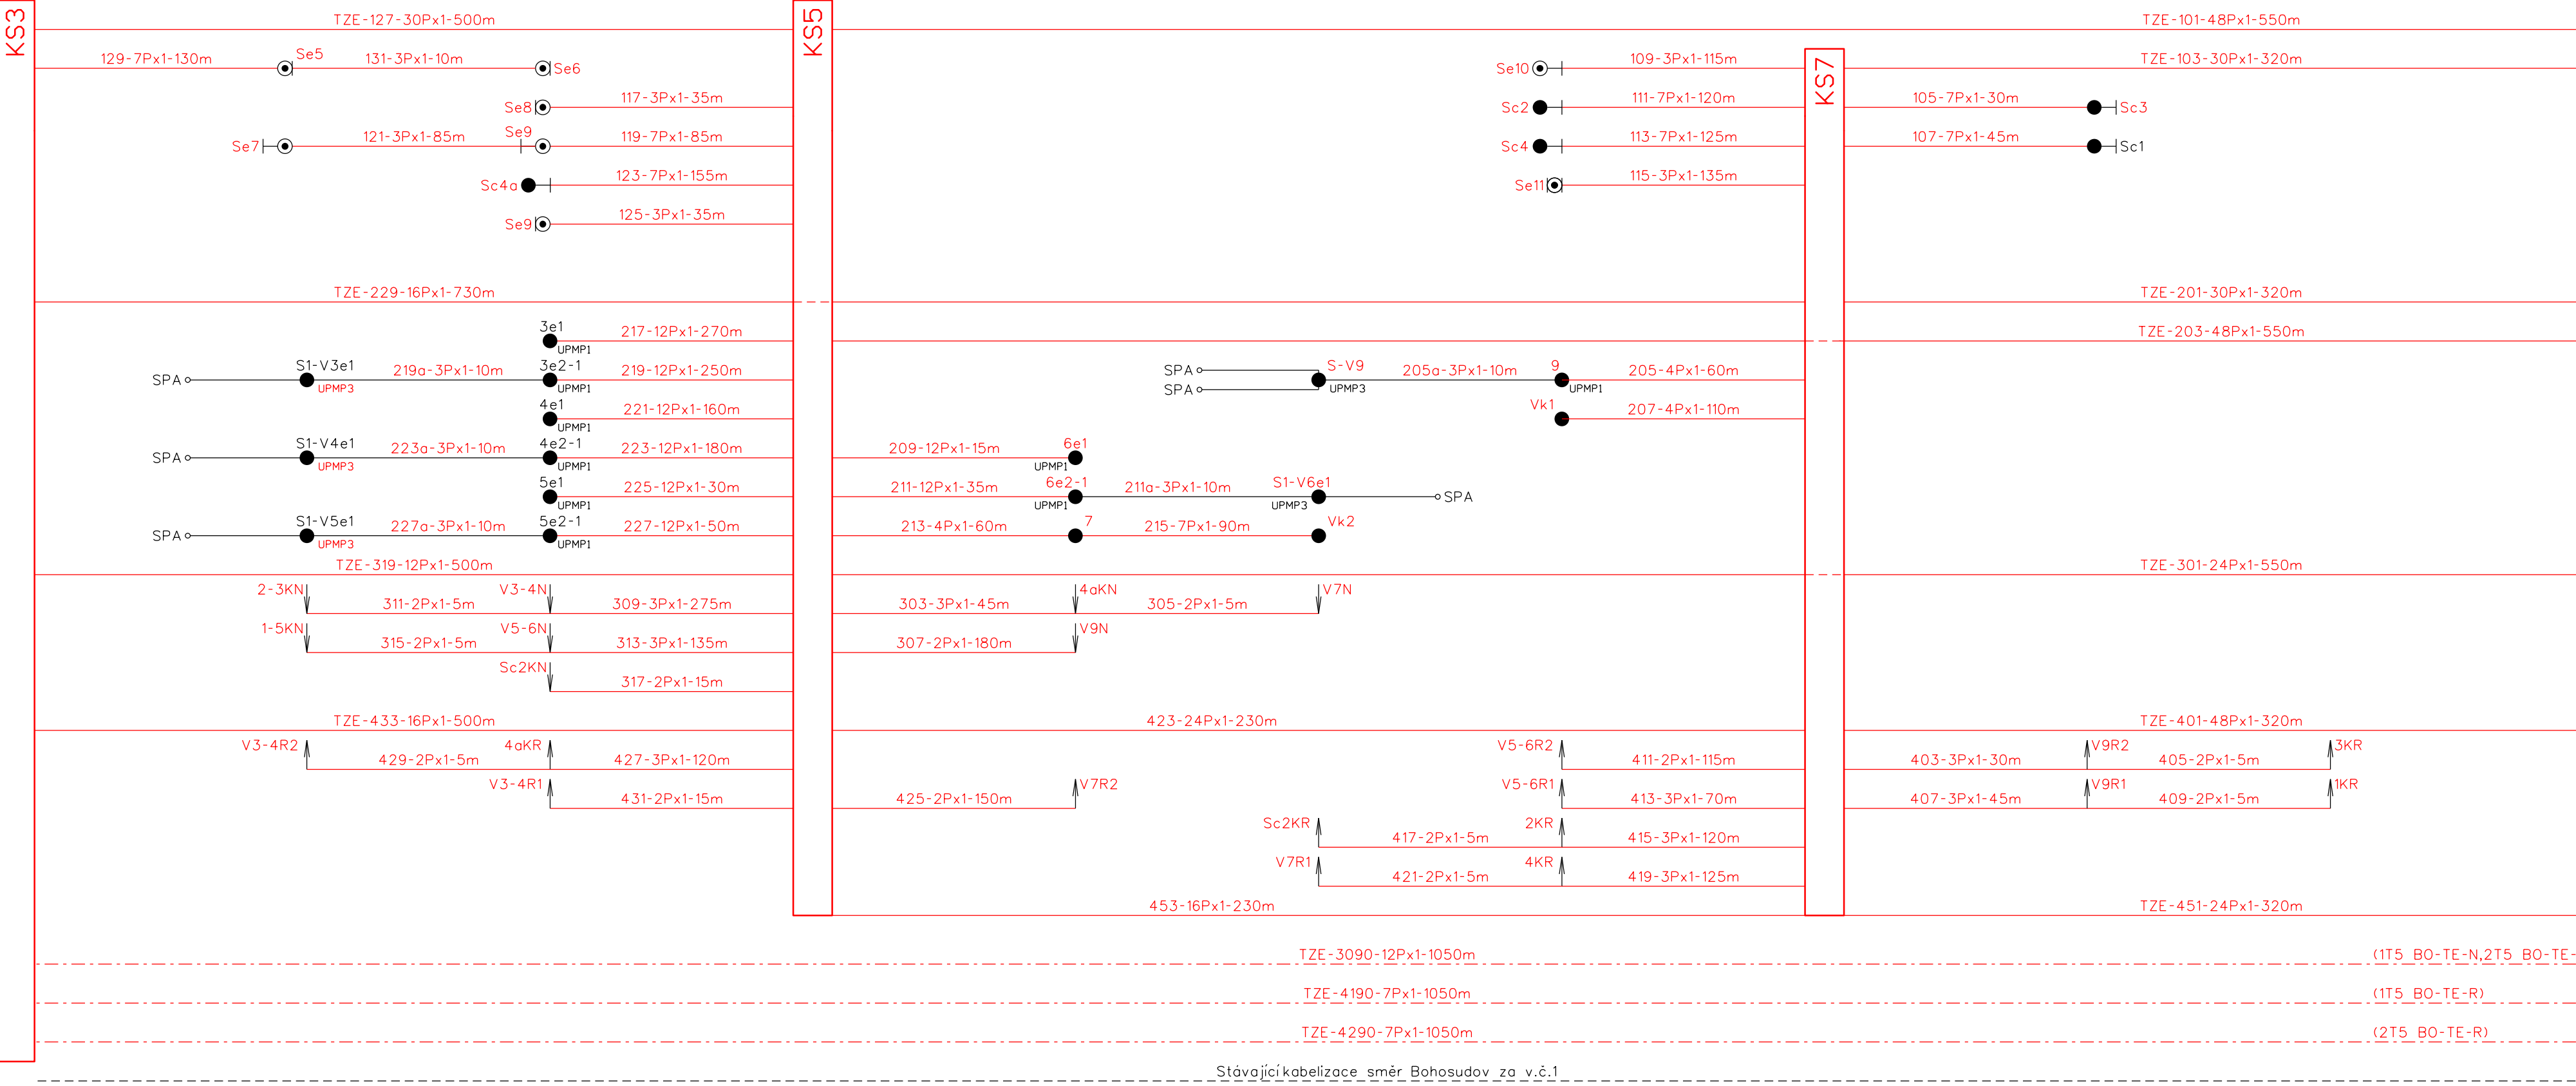 KS3
KS5
KS7
TZE-127-30Px1-500m
TZE-101-48Px1-550m
129-7Px1-130m
Se5
131-3Px1-10m
Se6
Se10
109-3Px1-115m
TZE-103-30Px1-320m
Se8
117-3Px1-35m
Sc2
111-7Px1-120m
105-7Px1-30m
Sc3
Se7
121-3Px1-85m
Se9
119-7Px1-85m
Sc4
113-7Px1-125m
107-7Px1-45m
Sc1
Sc4a
123-7Px1-155m
Se11
115-3Px1-135m
Se9
125-3Px1-35m
TZE-229-16Px1-730m
TZE-201-30Px1-320m
3e1
UPMP1
217-12Px1-270m
TZE-203-48Px1-550m
SPA
S1-V3e1
UPMP3
219a-3Px1-10m
3e2-1
UPMP1
219-12Px1-250m
SPA
SPA
S-V9
UPMP3
205a-3Px1-10m
9
UPMP1
205-4Px1-60m
4e1
UPMP1
221-12Px1-160m
Vk1
207-4Px1-110m
SPA
S1-V4e1
UPMP3
223a-3Px1-10m
4e2-1
UPMP1
223-12Px1-180m
209-12Px1-15m
6e1
UPMP1
5e1
UPMP1
225-12Px1-30m
211-12Px1-35m
6e2-1
UPMP1
211a-3Px1-10m
S1-V6e1
UPMP3
SPA
SPA
S1-V5e1
UPMP3
227a-3Px1-10m
5e2-1
UPMP1
227-12Px1-50m
213-4Px1-60m
7
215-7Px1-90m
Vk2
TZE-319-12Px1-500m
TZE-301-24Px1-550m
2-3KN
311-2Px1-5m
V3-4N
309-3Px1-275m
303-3Px1-45m
4aKN
305-2Px1-5m
V7N
1-5KN
315-2Px1-5m
V5-6N
313-3Px1-135m
307-2Px1-180m
V9N
Sc2KN
317-2Px1-15m
TZE-433-16Px1-500m
423-24Px1-230m
TZE-401-48Px1-320m
V3-4R2
429-2Px1-5m
4aKR
427-3Px1-120m
V5-6R2
411-2Px1-115m
403-3Px1-30m
V9R2
405-2Px1-5m
3KR
V3-4R1
431-2Px1-15m
425-2Px1-150m
V7R2
V5-6R1
413-3Px1-70m
407-3Px1-45m
V9R1
409-2Px1-5m
1KR
Sc2KR
417-2Px1-5m
2KR
415-3Px1-120m
V7R1
421-2Px1-5m
4KR
419-3Px1-125m
453-16Px1-230m
TZE-451-24Px1-320m
TZE-3090-12Px1-1050m
(1T5 BO-TE-N,2T5 BO-TE-
TZE-4190-7Px1-1050m
(1T5 BO-TE-R)
TZE-4290-7Px1-1050m
(2T5 BO-TE-R)
Stávající kabelizace směr Bohosudov za v.č.1